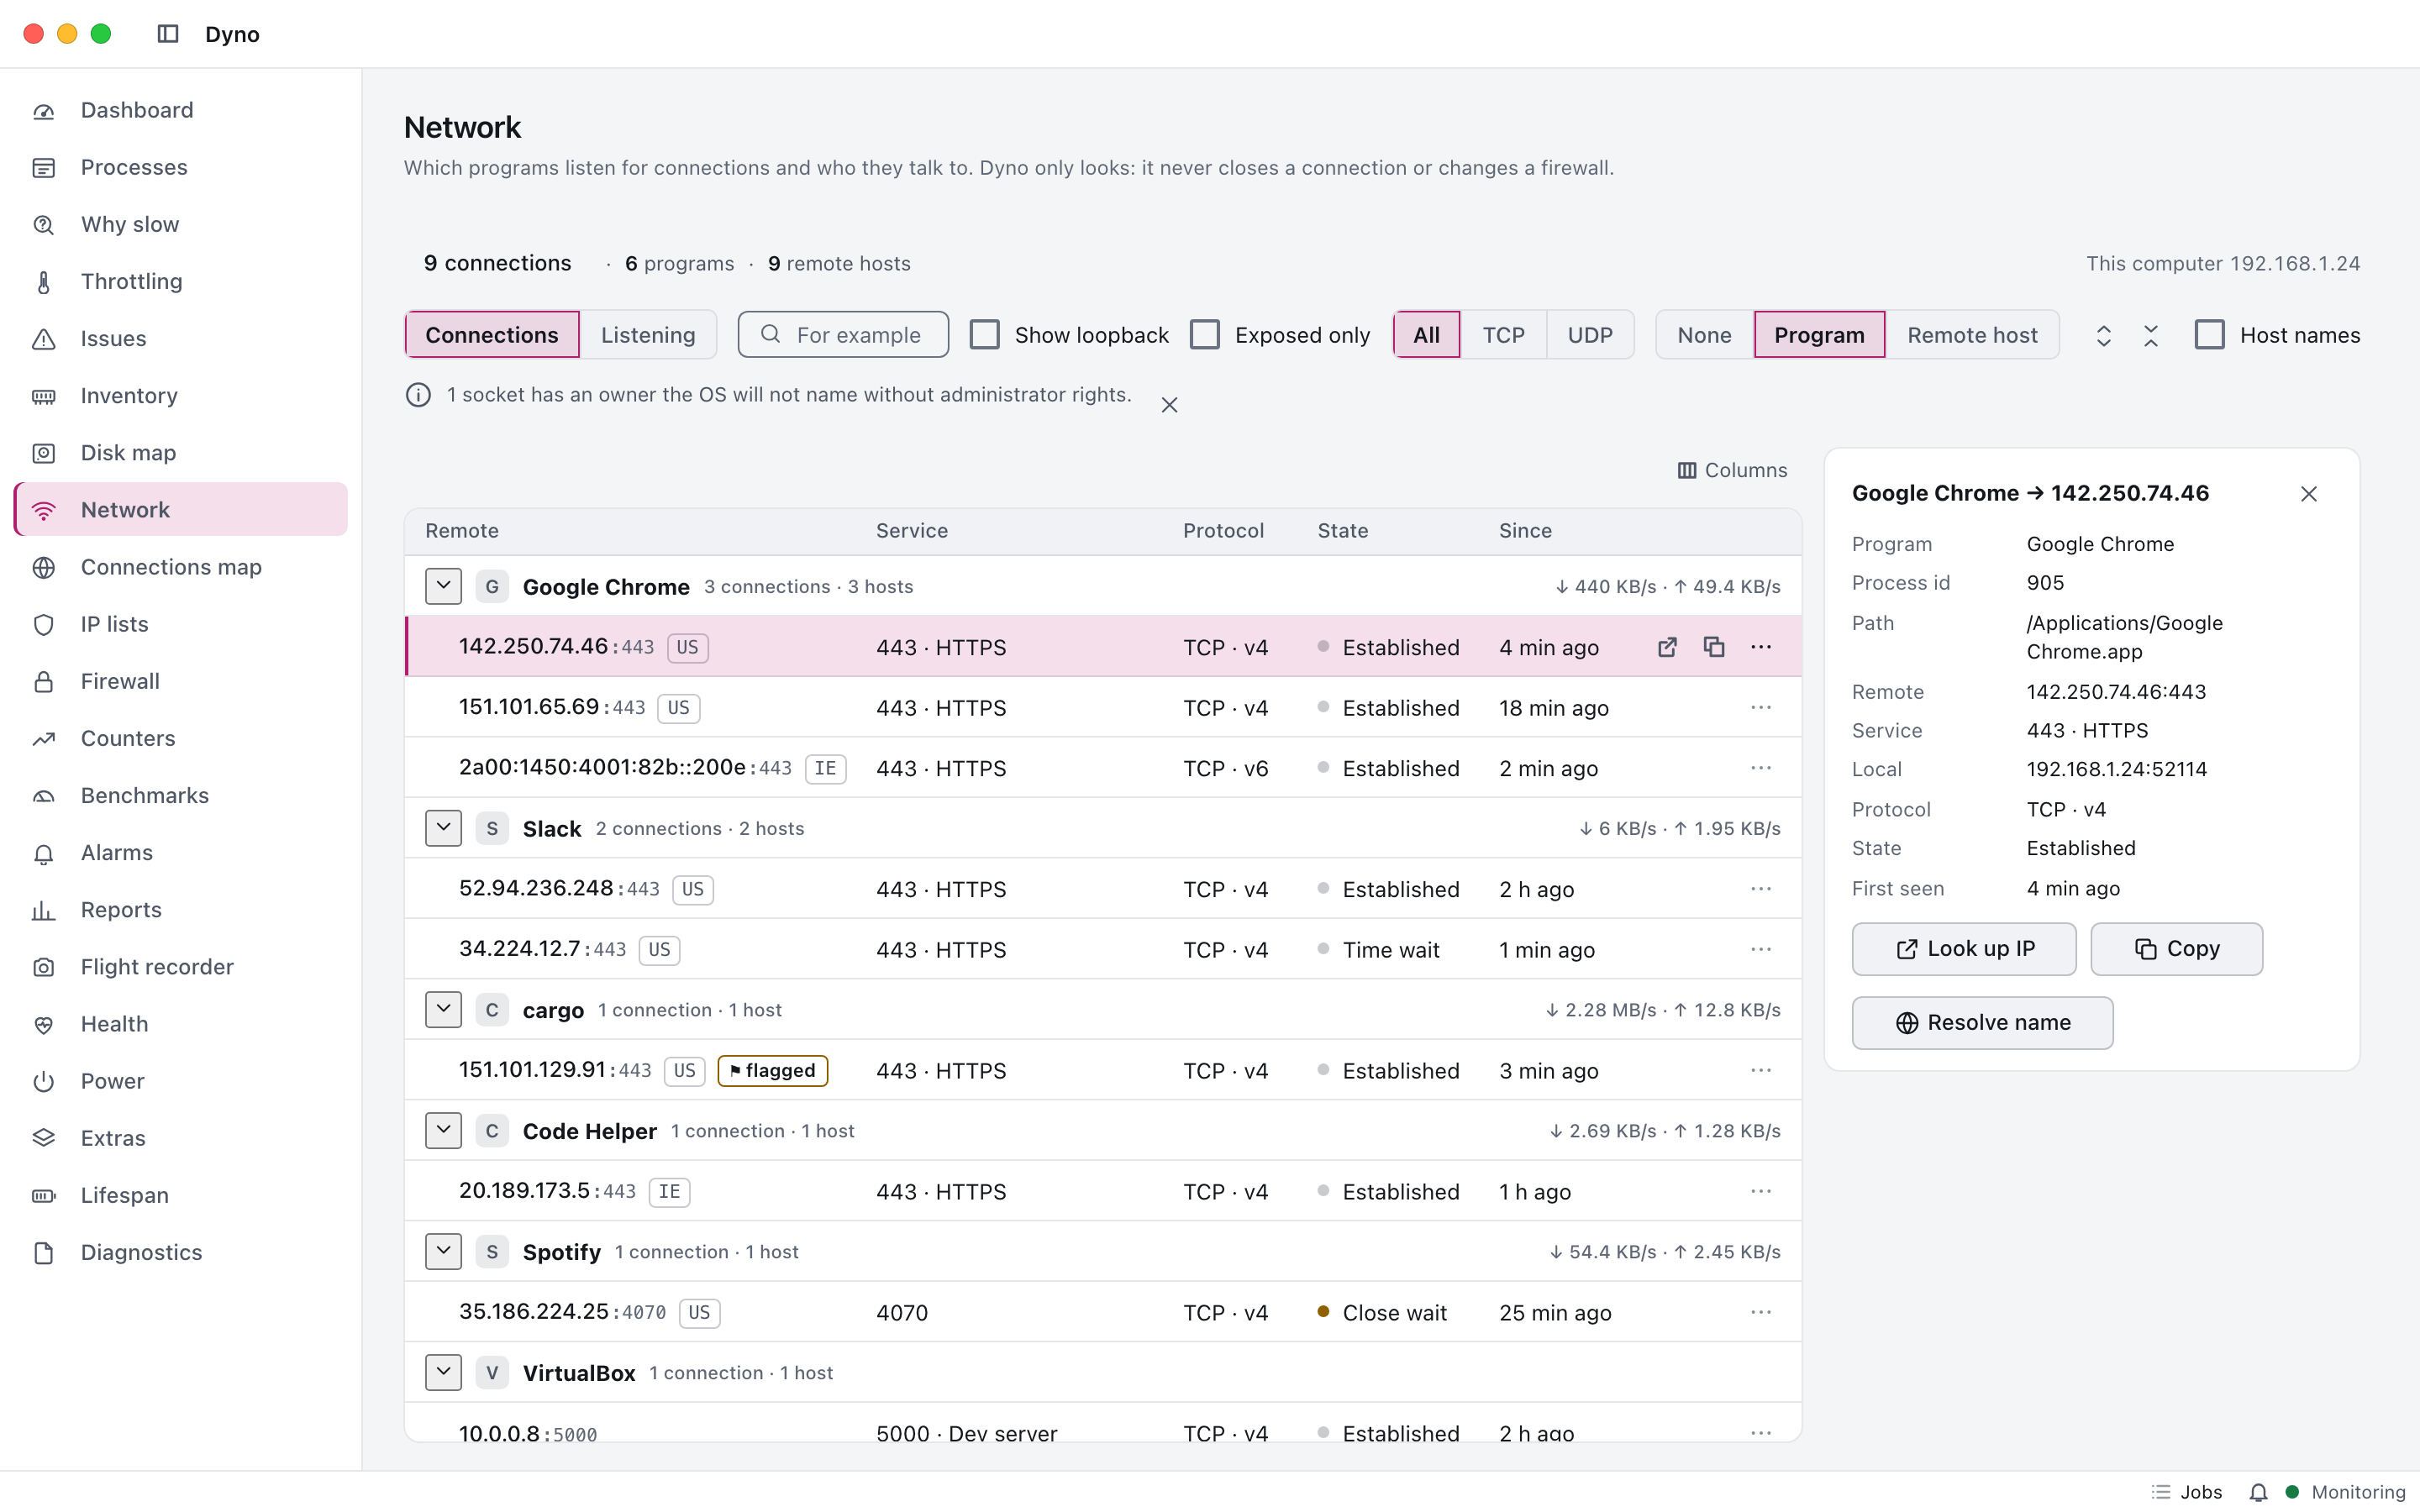 Dyno
Dashboard
Processes
Why slow
Throttling
Issues
Inventory
Disk map
Network
Connections map
IP lists
Firewall
Counters
Benchmarks
Alarms
Reports
Flight recorder
Health
Power
Extras
Lifespan
Diagnostics
Network
Which programs listen for connections and who they talk to. Dyno only looks: it never closes a connection or changes a firewall.
9 connections · 6 programs · 9 remote hosts
This computer 192.168.1.24
Connections Listening For example Show loopback Exposed only All TCP UDP None Program Remote host Host names
1 socket has an owner the OS will not name without administrator rights.
Columns
Remote Service Protocol State Since
G Google Chrome 3 connections · 3 hosts ↓ 440 KB/s · ↑ 49.4 KB/s
142.250.74.46:443 US 443 · HTTPS TCP · v4 Established 4 min ago
151.101.65.69:443 US 443 · HTTPS TCP · v4 Established 18 min ago
2a00:1450:4001:82b::200e:443 IE 443 · HTTPS TCP · v6 Established 2 min ago
S Slack 2 connections · 2 hosts ↓ 6 KB/s · ↑ 1.95 KB/s
52.94.236.248:443 US 443 · HTTPS TCP · v4 Established 2 h ago
34.224.12.7:443 US 443 · HTTPS TCP · v4 Time wait 1 min ago
C cargo 1 connection · 1 host ↓ 2.28 MB/s · ↑ 12.8 KB/s
151.101.129.91:443 US flagged 443 · HTTPS TCP · v4 Established 3 min ago
C Code Helper 1 connection · 1 host ↓ 2.69 KB/s · ↑ 1.28 KB/s
20.189.173.5:443 IE 443 · HTTPS TCP · v4 Established 1 h ago
S Spotify 1 connection · 1 host ↓ 54.4 KB/s · ↑ 2.45 KB/s
35.186.224.25:4070 US 4070 TCP · v4 Close wait 25 min ago
V VirtualBox 1 connection · 1 host
10.0.0.8:5000 5000 · Dev server TCP · v4 Established 2 h ago
Google Chrome → 142.250.74.46
Program Google Chrome
Process id 905
Path /Applications/Google
Chrome.app
Remote 142.250.74.46:443
Service 443 · HTTPS
Local 192.168.1.24:52114
Protocol TCP · v4
State Established
First seen 4 min ago
Look up IP Copy
Resolve name
Jobs Monitoring